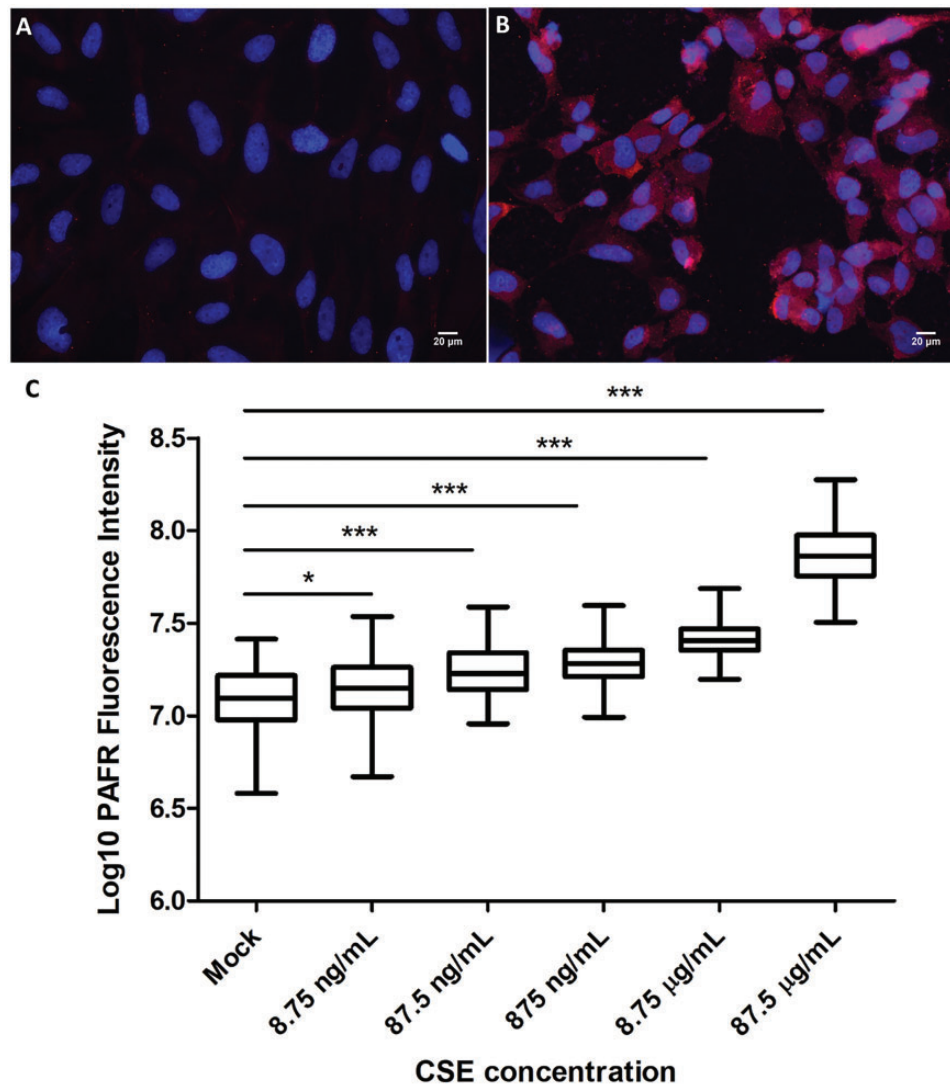 A
B
20 µm
20 µm
C
***
***
***
***
*
Log10 PAFR Fluorescence Intensity
8.5
8.0
7.5
7.0
6.5
6.0
Mock
8.75 ng/mL
87.5 ng/mL
875 ng/mL
8.75 µg/mL
87.5 µg/mL
CSE concentration